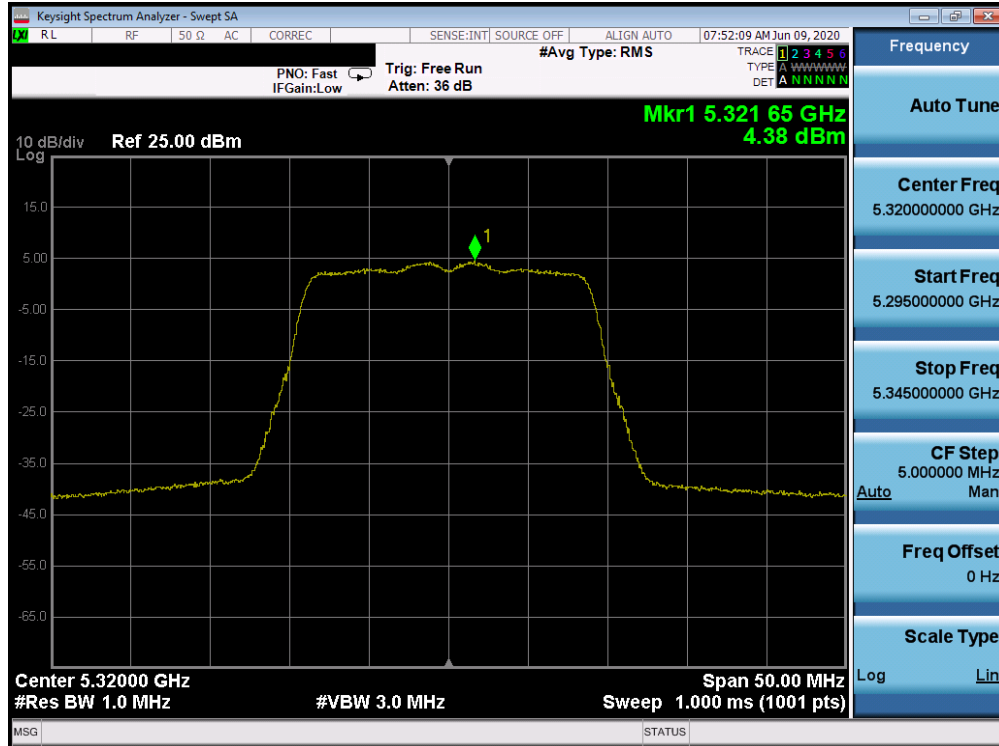 Keysight Spectrum Analyzer - Swept SA
LXI RL RF 50 Ω AC CORREC SENSE:INT SOURCE OFF ALIGN AUTO 07:52:09 AM Jun 09, 2020
#Avg Type: RMS
TRACE 1 2 3 4 5 6
TYPE A WWWWW
DET A N N N N N
PNO: Fast
IFGain:Low
Trig: Free Run
Atten: 36 dB
Mkr1 5.321 65 GHz
4.38 dBm
10 dB/div Ref 25.00 dBm
Log
15.0
5.00
-5.00
-15.0
-25.0
-35.0
-45.0
-55.0
-65.0
1
Center 5.32000 GHz Span 50.00 MHz
#Res BW 1.0 MHz #VBW 3.0 MHz Sweep 1.000 ms (1001 pts)
MSG STATUS
Frequency
Auto Tune
Center Freq
5.320000000 GHz
Start Freq
5.295000000 GHz
Stop Freq
5.345000000 GHz
CF Step
5.000000 MHz
Auto Man
Freq Offset
0 Hz
Scale Type
Log Lin